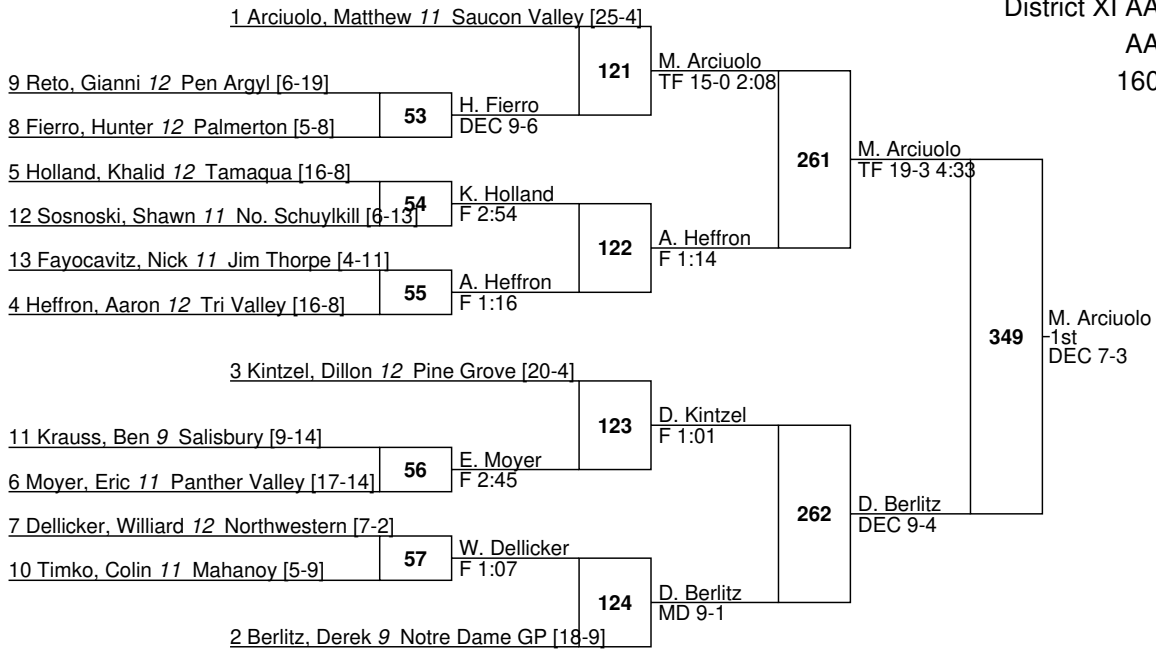 District XI AA
AA
160
1 Arciuolo, Matthew 11 Saucon Valley [25-4]
121
M. Arciuolo
TF 15-0 2:08
9 Reto, Gianni 12 Pen Argyl [6-19]
53
H. Fierro
DEC 9-6
8 Fierro, Hunter 12 Palmerton [5-8]
261
M. Arciuolo
TF 19-3 4:33
5 Holland, Khalid 12 Tamaqua [16-8]
54
K. Holland
F 2:54
12 Sosnoski, Shawn 11 No. Schuylkill [6-13]
122
A. Heffron
F 1:14
13 Fayocavitz, Nick 11 Jim Thorpe [4-11]
55
A. Heffron
F 1:16
4 Heffron, Aaron 12 Tri Valley [16-8]
349
M. Arciuolo
1st
DEC 7-3
3 Kintzel, Dillon 12 Pine Grove [20-4]
123
D. Kintzel
F 1:01
11 Krauss, Ben 9 Salisbury [9-14]
56
E. Moyer
F 2:45
6 Moyer, Eric 11 Panther Valley [17-14]
262
D. Berlitz
DEC 9-4
7 Dellicker, Williard 12 Northwestern [7-2]
57
W. Dellicker
F 1:07
10 Timko, Colin 11 Mahanoy [5-9]
124
D. Berlitz
MD 9-1
2 Berlitz, Derek 9 Notre Dame GP [18-9]